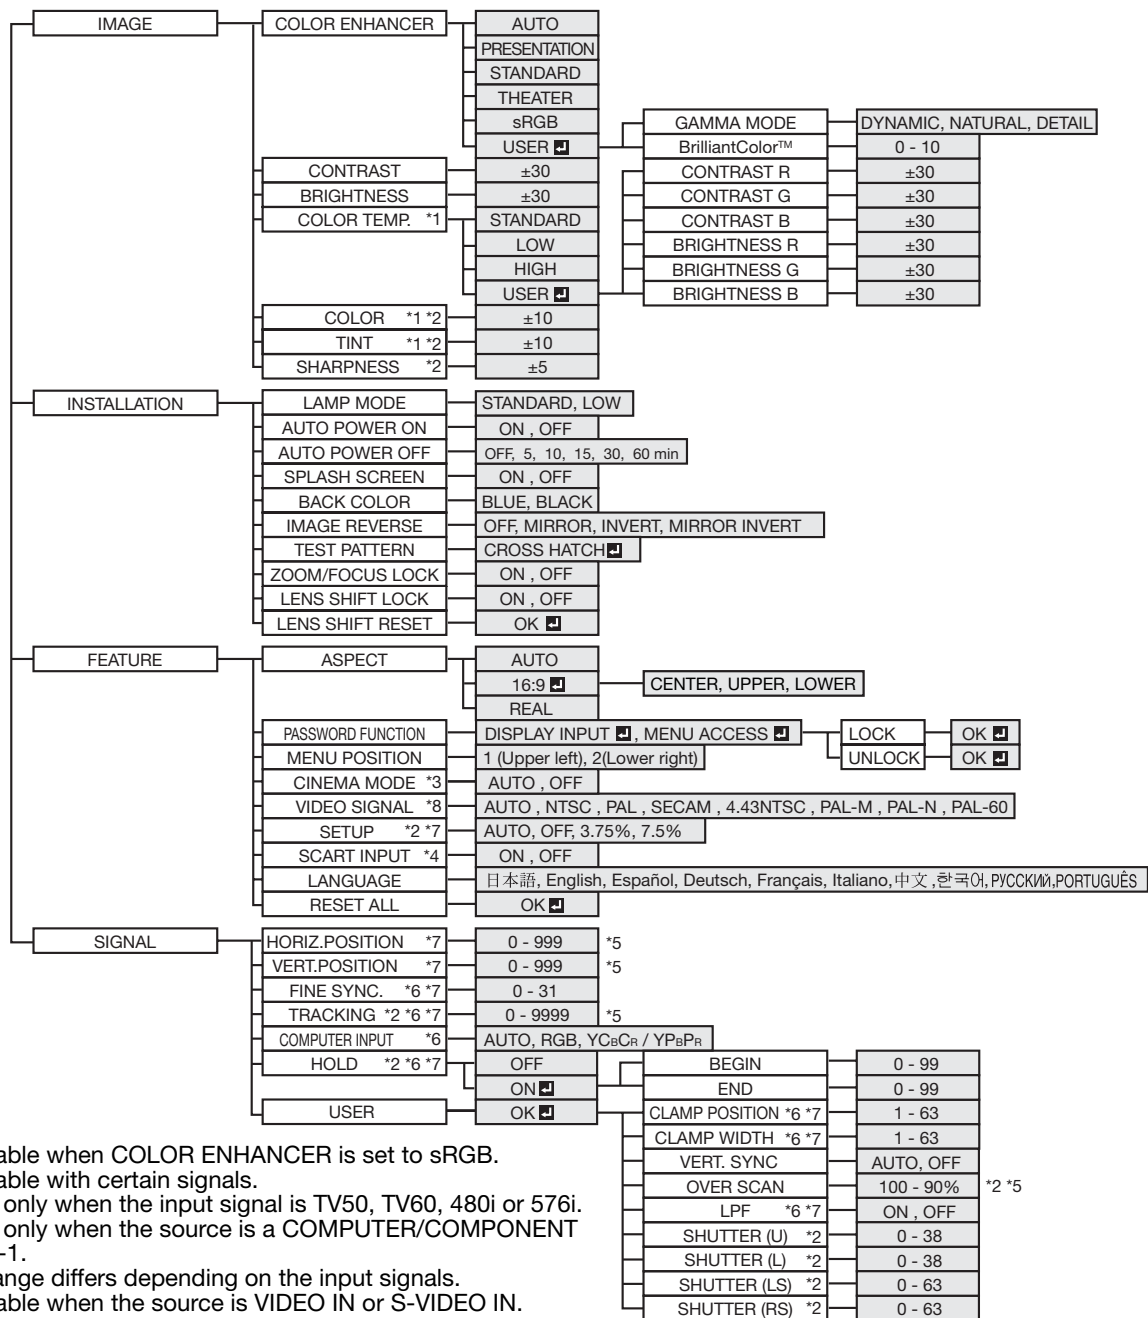 IMAGE COLOR ENHANCER AUTO
PRESENTATION
STANDARD
THEATER
sRGB GAMMA MODE DYNAMIC, NATURAL, DETAIL
USER BrilliantColor™ 0 - 10
CONTRAST ±30 CONTRAST R ±30
BRIGHTNESS ±30 CONTRAST G ±30
COLOR TEMP. *1 STANDARD CONTRAST B ±30
LOW BRIGHTNESS R ±30
HIGH BRIGHTNESS G ±30
USER BRIGHTNESS B ±30
COLOR *1 *2 ±10
TINT *1 *2 ±10
SHARPNESS *2 ±5
INSTALLATION LAMP MODE STANDARD, LOW
AUTO POWER ON ON , OFF
AUTO POWER OFF OFF, 5, 10, 15, 30, 60 min
SPLASH SCREEN ON , OFF
BACK COLOR BLUE, BLACK
IMAGE REVERSE OFF, MIRROR, INVERT, MIRROR INVERT
TEST PATTERN CROSS HATCH
ZOOM/FOCUS LOCK ON , OFF
LENS SHIFT LOCK ON , OFF
LENS SHIFT RESET OK
FEATURE ASPECT AUTO
16:9 CENTER, UPPER, LOWER
REAL
PASSWORD FUNCTION DISPLAY INPUT , MENU ACCESS LOCK OK
MENU POSITION 1 (Upper left), 2(Lower right) UNLOCK OK
CINEMA MODE *3 AUTO , OFF
VIDEO SIGNAL *8 AUTO , NTSC , PAL , SECAM , 4.43NTSC , PAL-M , PAL-N , PAL-60
SETUP *2 *7 AUTO, OFF, 3.75%, 7.5%
SCART INPUT *4 ON , OFF
LANGUAGE 日本語, English, Español, Deutsch, Français, Italiano,中文 ,한국어, РУССКИй,PORTUGUÊS
RESET ALL OK
SIGNAL HORIZ.POSITION *7 0 - 999 *5
VERT.POSITION *7 0 - 999 *5
FINE SYNC. *6 *7 0 - 31
TRACKING *2 *6 *7 0 - 9999 *5
COMPUTER INPUT *6 AUTO, RGB, YCBCR / YPBPR
HOLD *2 *6 *7 OFF BEGIN 0 - 99
ON END 0 - 99
USER OK CLAMP POSITION *6 *7 1 - 63
CLAMP WIDTH *6 *7 1 - 63
VERT. SYNC AUTO, OFF
OVER SCAN 100 - 90% *2 *5
LPF *6 *7 ON , OFF
SHUTTER (U) *2 0 - 38
SHUTTER (L) *2 0 - 38
SHUTTER (LS) *2 0 - 63
SHUTTER (RS) *2 0 - 63
able when COLOR ENHANCER is set to sRGB.
able with certain signals.
only when the input signal is TV50, TV60, 480i or 576i.
only when the source is a COMPUTER/COMPONENT
-1.
ange differs depending on the input signals.
able when the source is VIDEO IN or S-VIDEO IN.